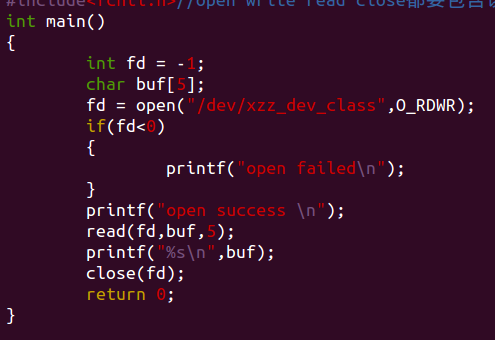 #include<fcntl.h>//open write read close都要包含
int main()
{
        int fd = -1;
        char buf[5];
        fd = open("/dev/xzz_dev_class",O_RDWR);
        if(fd<0)
        {
                printf("open failed\n");
        }
        printf("open success \n");
        read(fd,buf,5);
        printf("%s\n",buf);
        close(fd);
        return 0;
}